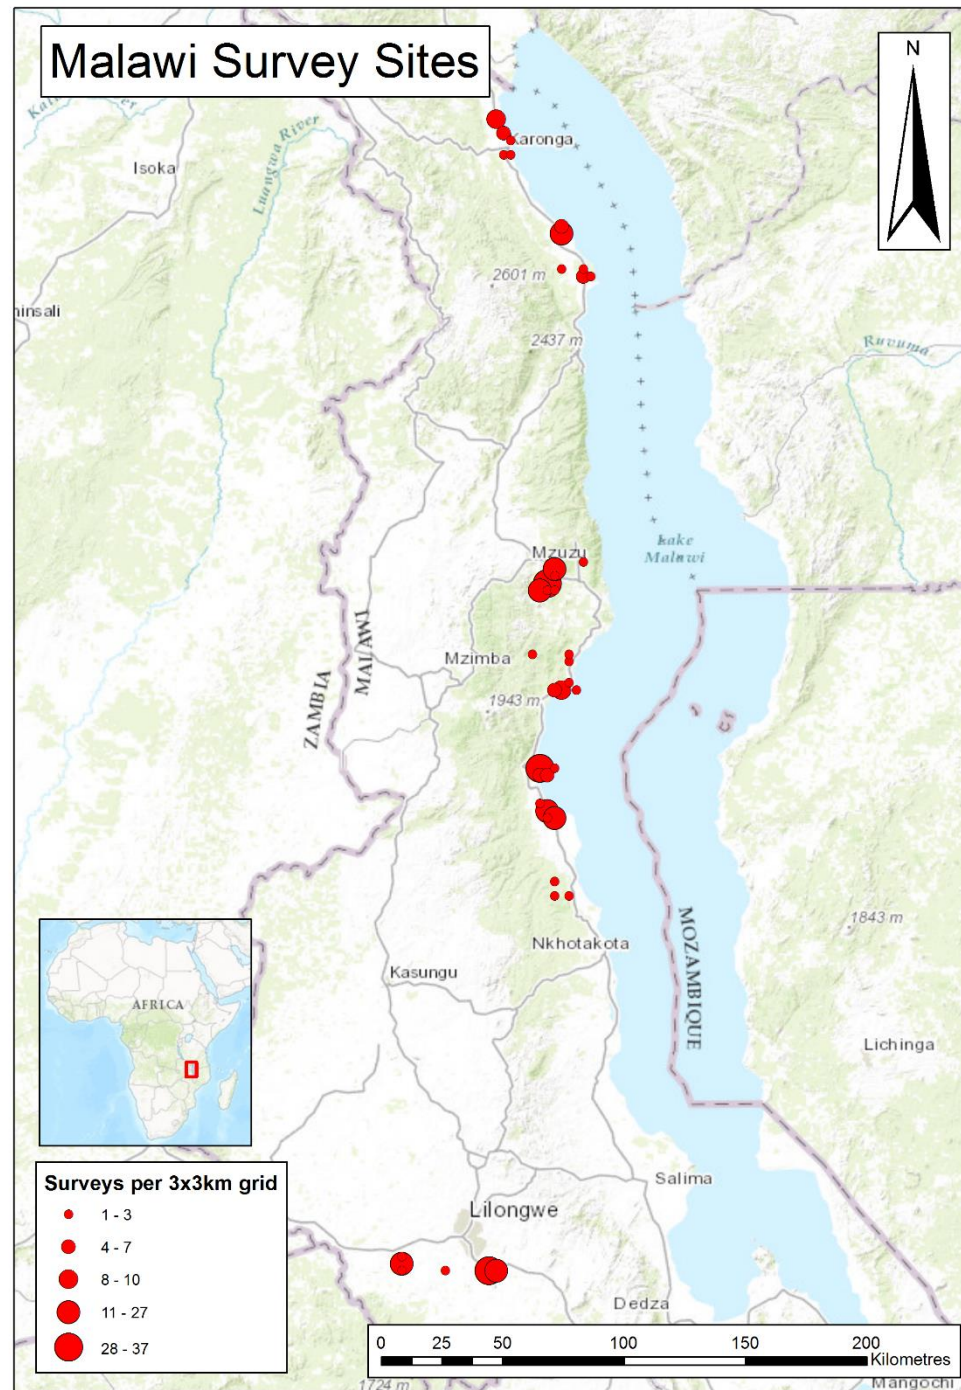 Malawi Survey Sites
N
Luangwa River
Karonga
Isoka
2601 m
insali
2437 m
Ruvuma
Mzuzu
Lake
Malawi
MALAWI
ZAMBIA
Mzimba
1943 m
MOZAMBIQUE
1843 m
Nkhotakota
Kasungu
AFRICA
Lichinga
Salima
Surveys per 3x3km grid
1 - 3
4 - 7
8 - 10
11 - 27
28 - 37
Lilongwe
Dedza
0 25 50 100 150 200
Kilometres
Mangochi
1724 m